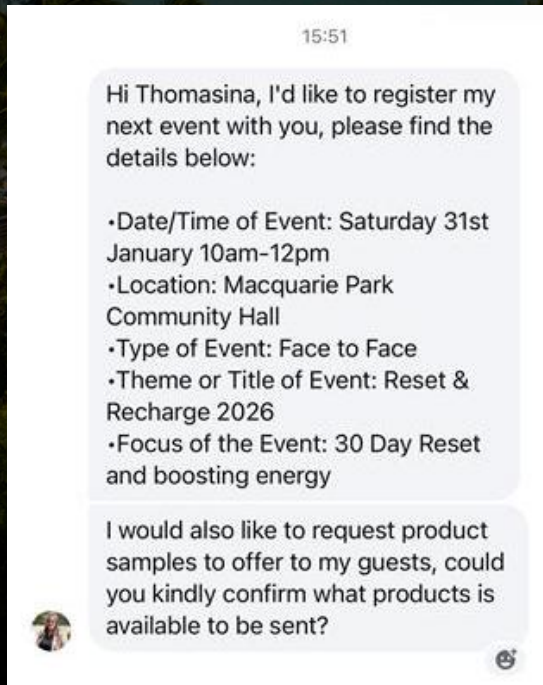 15:51
Hi Thomasina, I'd like to register my
next event with you, please find the
details below:
•Date/Time of Event: Saturday 31st
January 10am-12pm
•Location: Macquarie Park
Community Hall
•Type of Event: Face to Face
•Theme or Title of Event: Reset &
Recharge 2026
•Focus of the Event: 30 Day Reset
and boosting energy
I would also like to request product
samples to offer to my guests, could
you kindly confirm what products is
available to be sent?